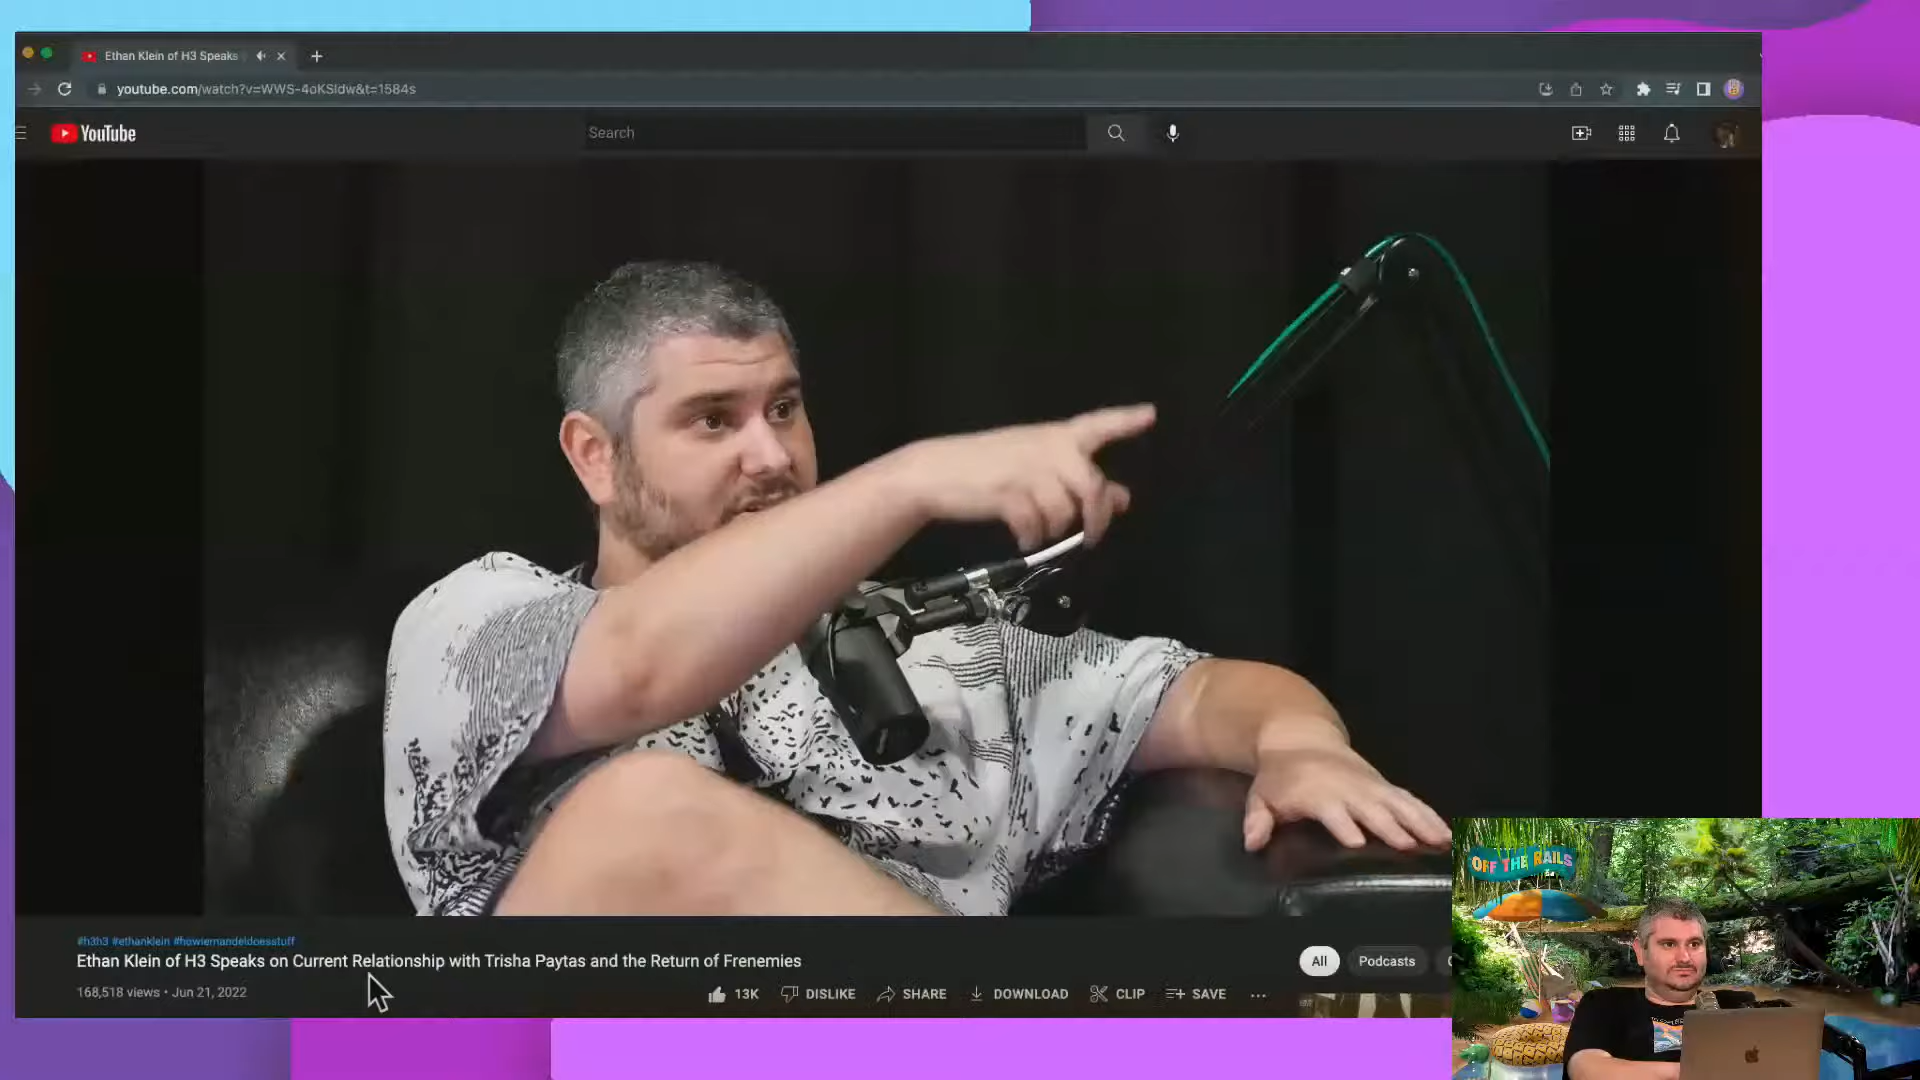 Ethan Klein of H3 Speaks
youtube.com/watch?v=WWS-4oKSldw&t=1584s
YouTube
Search
#h3h3 #ethanklein #howiemandeldoesstuff
Ethan Klein of H3 Speaks on Current Relationship with Trisha Paytas and the Return of Frenemies
168,518 views • Jun 21, 2022
13K
DISLIKE
SHARE
DOWNLOAD
CLIP
SAVE
All
Podcasts
OFF THE RAILS